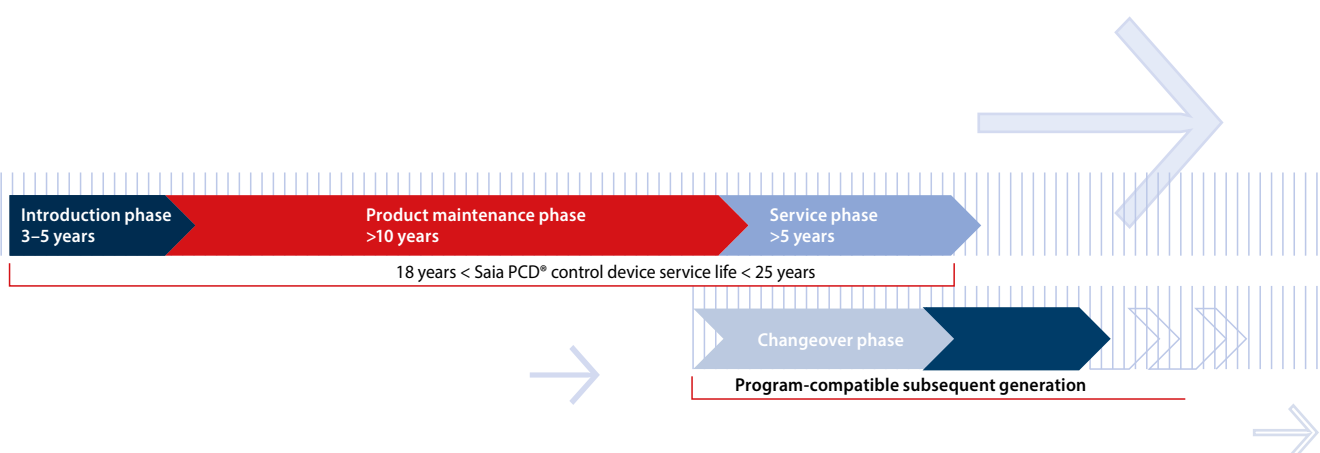 Introduction phase
3–5 years
Product maintenance phase
>10 years
Service phase
>5 years
18 years < Saia PCD® control device service life < 25 years
Changeover phase
Program-compatible subsequent generation